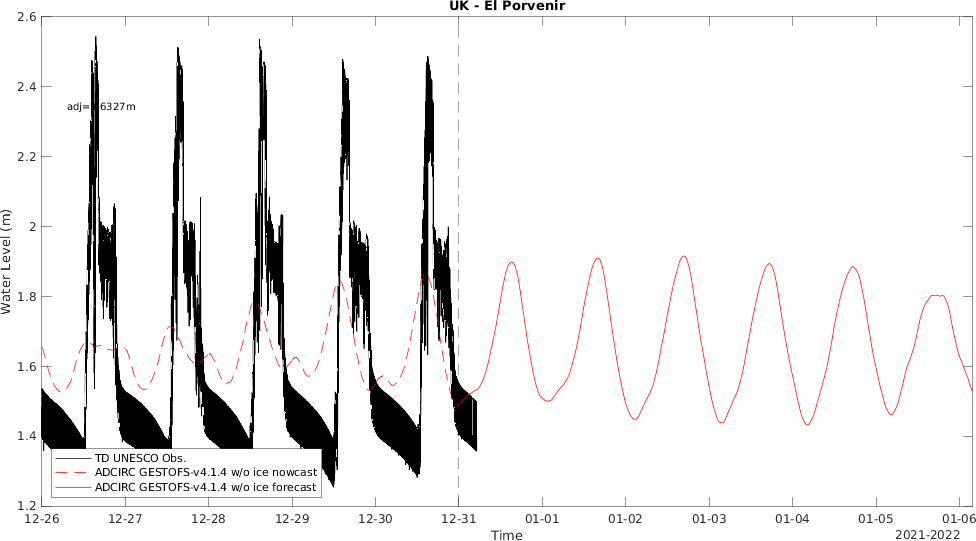 UK - El Porvenir
2.6
2.4
2.2
2
1.8
1.6
1.4
1.2
Water Level (m)
adj= 6327m
TD UNESCO Obs.
ADCIRC GESTOFS-v4.1.4 w/o ice nowcast
ADCIRC GESTOFS-v4.1.4 w/o ice forecast
12-26 12-27 12-28 12-29 12-30 12-31 01-01 01-02 01-03 01-04 01-05 01-06
Time
2021-2022